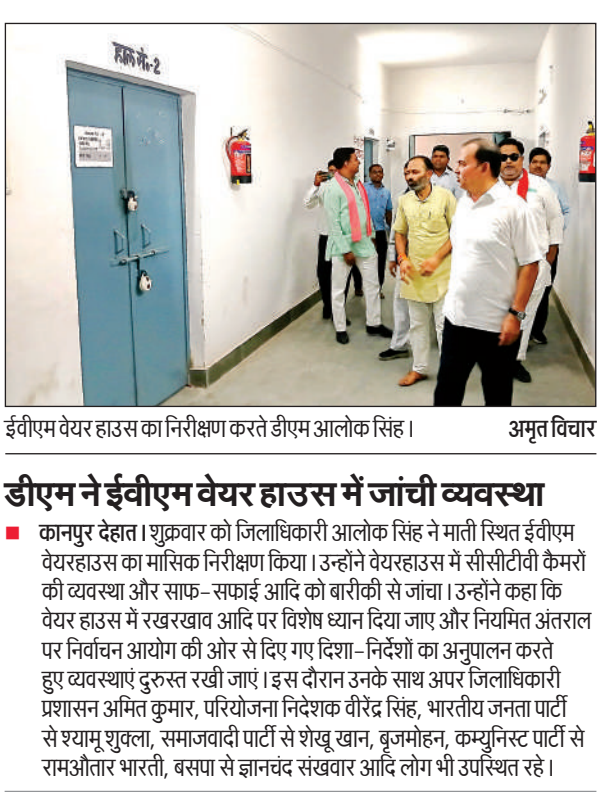 हाल नं.-2
ईवीएम वेयर हाउस का निरीक्षण करते डीएम आलोक सिंह।
अमृत विचार
डीएम ने ईवीएम वेयर हाउस में जांची व्यवस्था
कानपुर देहात। शुक्रवार को जिलाधिकारी आलोक सिंह ने माती स्थित ईवीएम
वेयरहाउस का मासिक निरीक्षण किया। उन्होंने वेयरहाउस में सीसीटीवी कैमरों
की व्यवस्था और साफ-सफाई आदि को बारीकी से जांचा। उन्होंने कहा कि
वेयर हाउस में रखरखाव आदि पर विशेष ध्यान दिया जाए और नियमित अंतराल
पर निर्वाचन आयोग की ओर से दिए गए दिशा-निर्देशों का अनुपालन करते
हुए व्यवस्थाएं दुरुस्त रखी जाएं। इस दौरान उनके साथ अपर जिलाधिकारी
प्रशासन अमित कुमार, परियोजना निदेशक वीरेंद्र सिंह, भारतीय जनता पार्टी
से श्यामू शुक्ला, समाजवादी पार्टी से शेखू खान, बृजमोहन, कम्युनिस्ट पार्टी से
रामऔतार भारती, बसपा से ज्ञानचंद संखवार आदि लोग भी उपस्थित रहे।